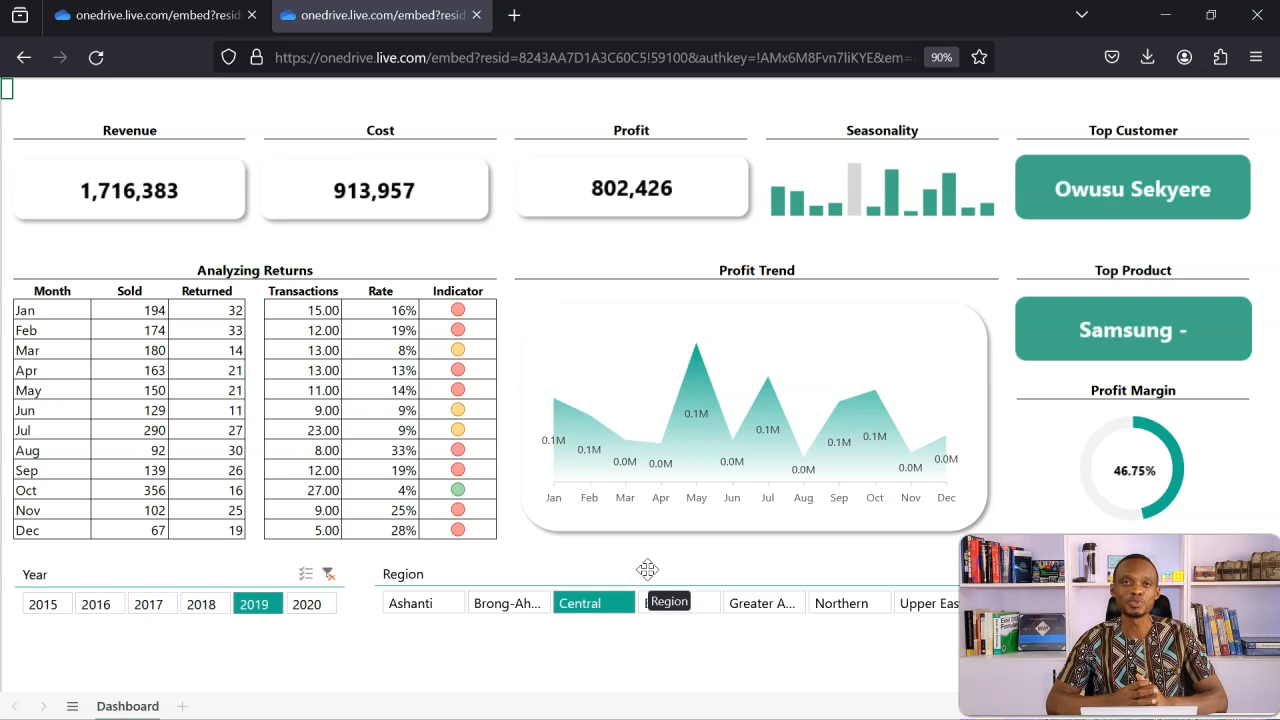 onedrive.live.com/embed?resid
onedrive.live.com/embed?resid
https://onedrive.live.com/embed?resid=8243AA7D1A3C60C5!59100&authkey=!AMx6M8Fvn7liKYE&em=
90%
Revenue Cost Profit Seasonality Top Customer
1,716,383 913,957 802,426 Owusu Sekyere
Analyzing Returns Profit Trend Top Product
Month Sold Returned Transactions Rate Indicator
Jan 194 32 15.00 16%
Feb 174 33 12.00 19%
Mar 180 14 13.00 8%
Apr 163 21 13.00 13%
May 150 21 11.00 14%
Jun 129 11 9.00 9%
Jul 290 27 23.00 9%
Aug 92 30 8.00 33%
Sep 139 26 12.00 19%
Oct 356 16 27.00 4%
Nov 102 25 9.00 25%
Dec 67 19 5.00 28%
0.1M 0.1M 0.0M 0.0M 0.1M 0.0M 0.1M 0.0M 0.1M 0.1M 0.0M 0.0M
Jan Feb Mar Apr May Jun Jul Aug Sep Oct Nov Dec
Samsung -
Profit Margin
46.75%
Year Region
2015 2016 2017 2018 2019 2020
Ashanti Brong-Ah... Central Region Greater A... Northern Upper Eas
Dashboard